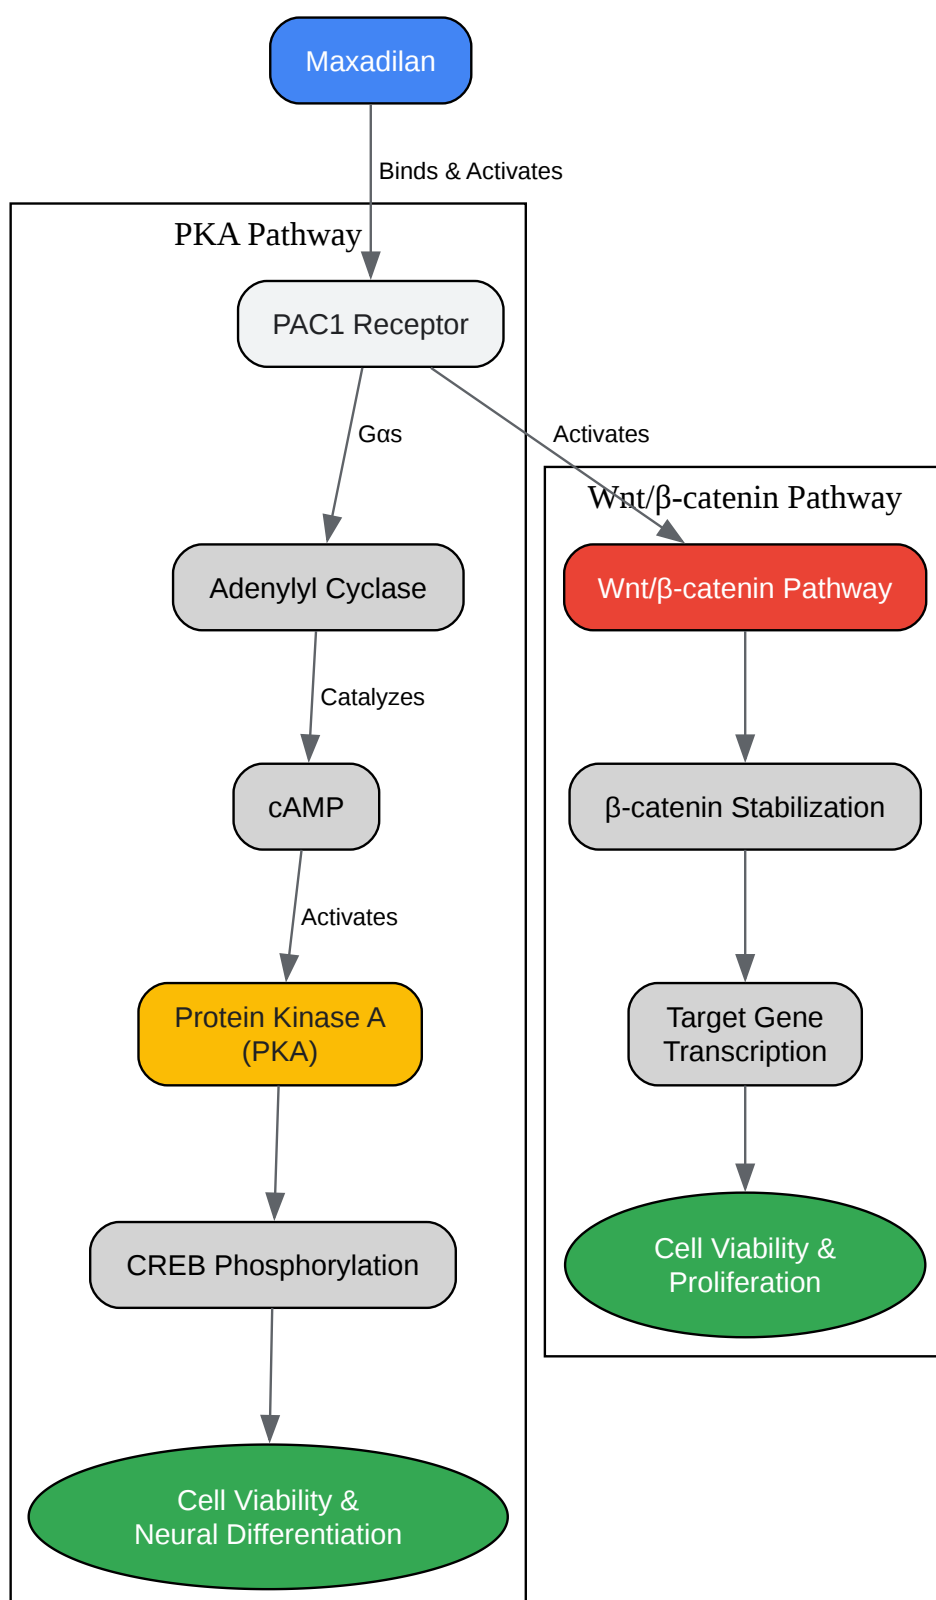 Maxadilan
Binds & Activates
PKA Pathway
PAC1 Receptor
Gαs
Activates
Wnt/β-catenin Pathway
Adenylyl Cyclase
Wnt/β-catenin Pathway
Catalyzes
cAMP
β-catenin Stabilization
Activates
Protein Kinase A
(PKA)
Target Gene
Transcription
CREB Phosphorylation
Cell Viability &
Proliferation
Cell Viability &
Neural Differentiation